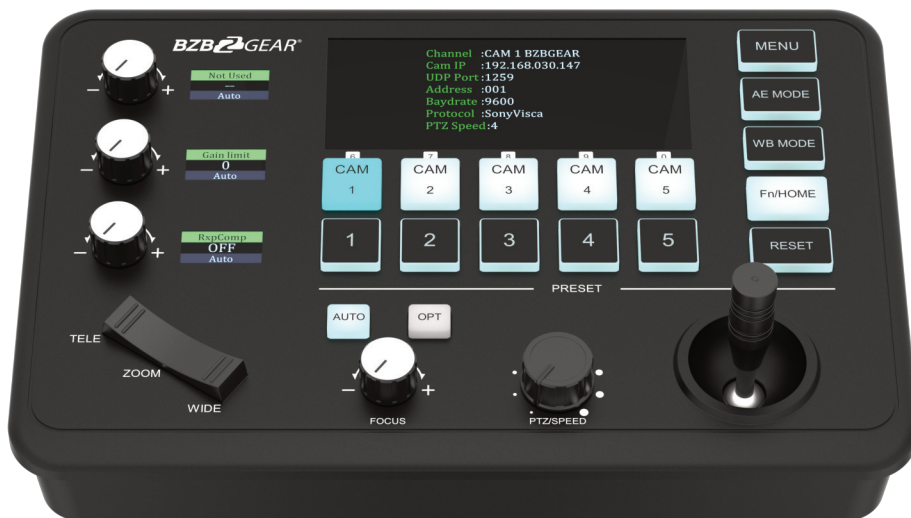 BZBGEAR®
Not Used
--
Auto
Gain limit
0
Auto
RxpComp
OFF
Auto
Channel :CAM 1 BZBGEAR
Cam IP :192.168.030.147
UDP Port:1259
Address :001
Baydrate :9600
Protocol :SonyVisca
PTZ Speed:4
MENU
AE MODE
WB MODE
Fn/HOME
RESET
6 7 8 9 0
CAM 1
CAM 2
CAM 3
CAM 4
CAM 5
1 2 3 4 5
PRESET
AUTO
OPT
TELE
ZOOM
WIDE
- +
- +
- +
- +
FOCUS
PTZ/SPEED